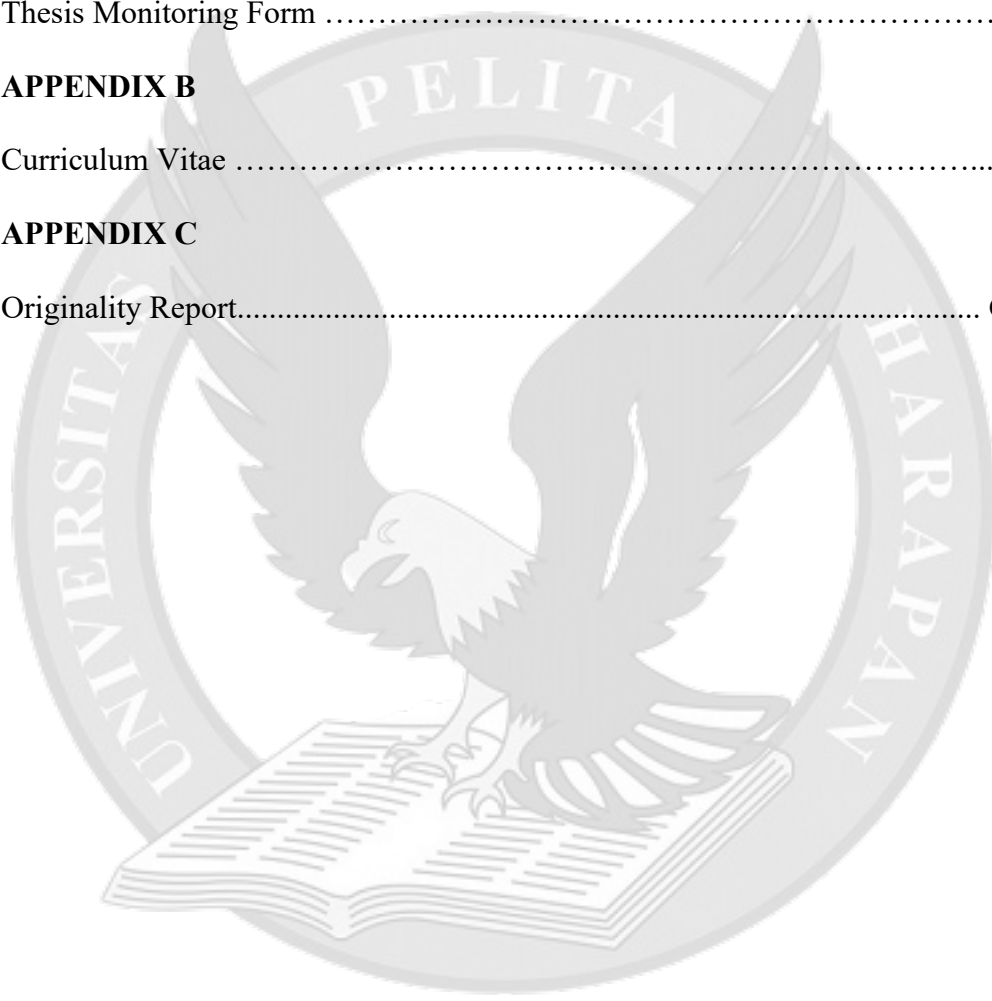 Thesis Monitoring Form ……………………………………………………………
APPENDIX B
Curriculum Vitae ……………………………………………………………...
APPENDIX C
Originality Report...........................................................................................
UNIVERSITAS PELITA HARAPAN